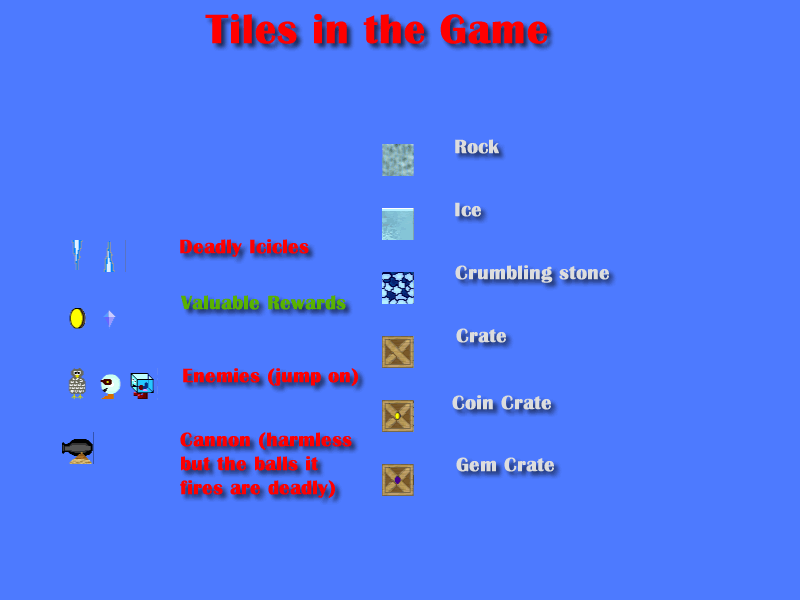 Tiles in the Game
Deadly Icicles
Valuable Rewards
Enemies (jump on)
Cannon (harmless
but the balls it
fires are deadly)
Rock
Ice
Crumbling stone
Crate
Coin Crate
Gem Crate